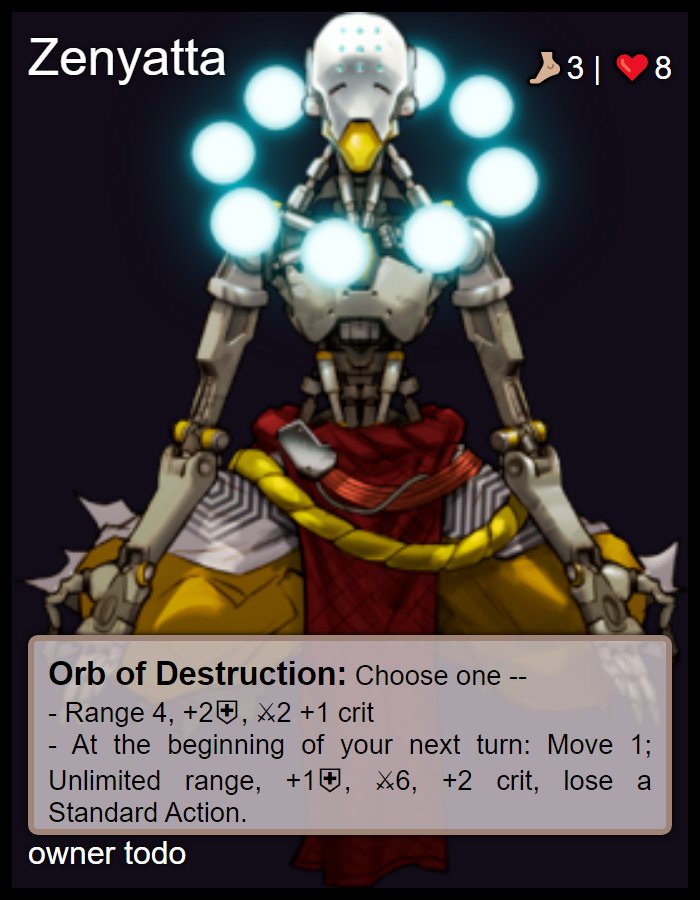 Zenyatta
🦶🏼3 | ❤️8
Orb of Destruction: Choose one --
- Range 4, +2⛨, ⚔2 +1 crit
- At the beginning of your next turn: Move 1;
Unlimited range, +1⛨, ⚔6, +2 crit, lose a
Standard Action.
owner todo